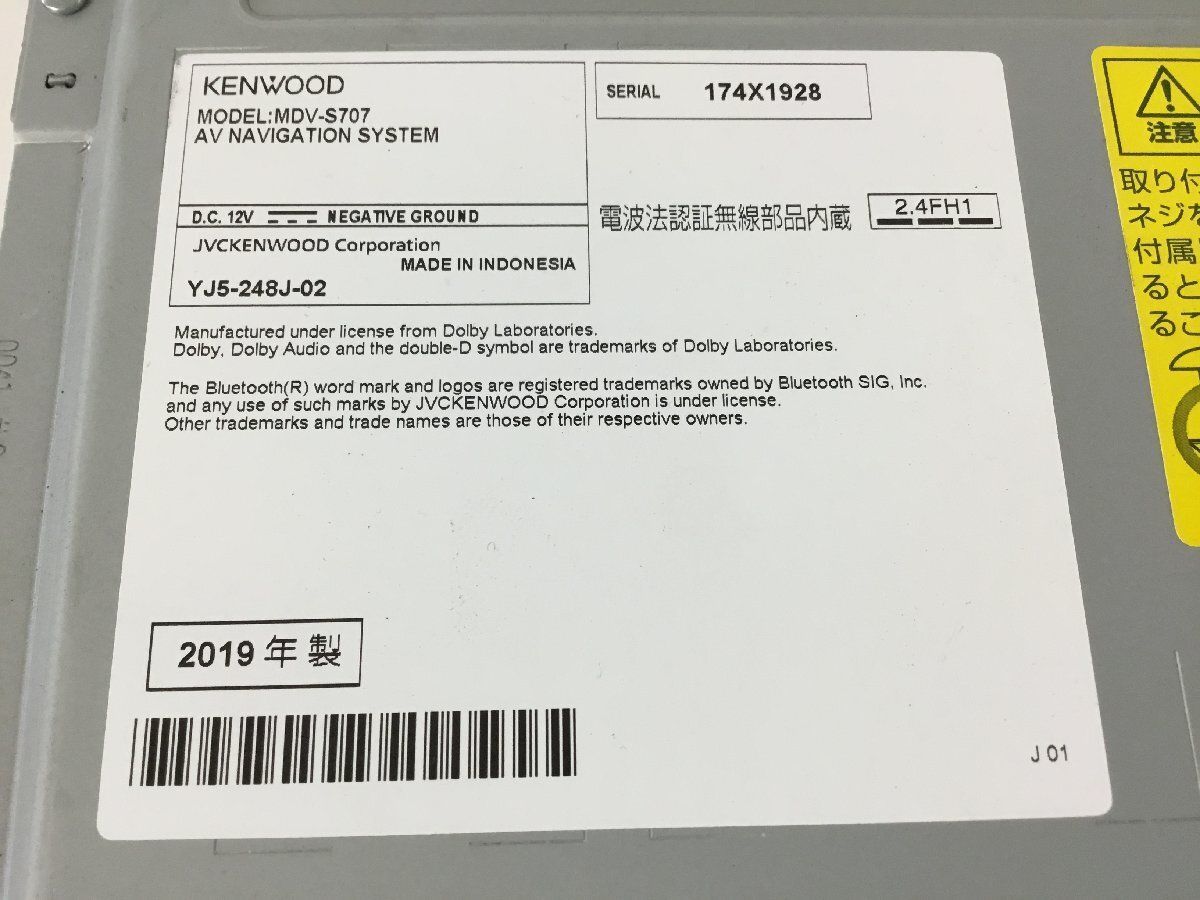 KENWOOD
MODEL:MDV-S707
AV NAVIGATION SYSTEM
D.C. 12V NEGATIVE GROUND
JVCKENWOOD Corporation
MADE IN INDONESIA
YJ5-248J-02
SERIAL 174X1928
電波法認証無線部品内蔵 2.4FH1
Manufactured under license from Dolby Laboratories.
Dolby, Dolby Audio and the double-D symbol are trademarks of Dolby Laboratories.
The Bluetooth(R) word mark and logos are registered trademarks owned by Bluetooth SIG, Inc.
and any use of such marks by JVCKENWOOD Corporation is under license.
Other trademarks and trade names are those of their respective owners.
2019 年 製
J 01
注意
取り付
ネジを
付属
ると
るこ